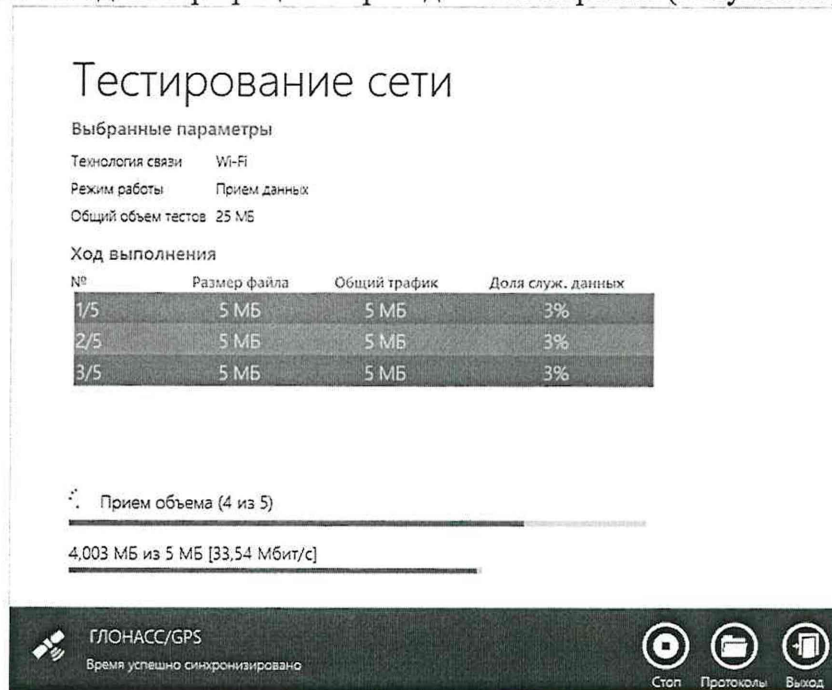 Тестирование сети
Выбранные параметры
Технология связи Wi-Fi
Режим работы Прием данных
Общий объем тестов 25 МБ
Ход выполнения
№ Размер файла Общий трафик Доля служ. данных
1/5 5 МБ 5 МБ 3%
2/5 5 МБ 5 МБ 3%
3/5 5 МБ 5 МБ 3%
Прием объема (4 из 5)
4,003 МБ из 5 МБ [33,54 Мбит/с]
ГЛОНАСС/GPS
Время успешно синхронизировано
Стоп Протоколы Выход